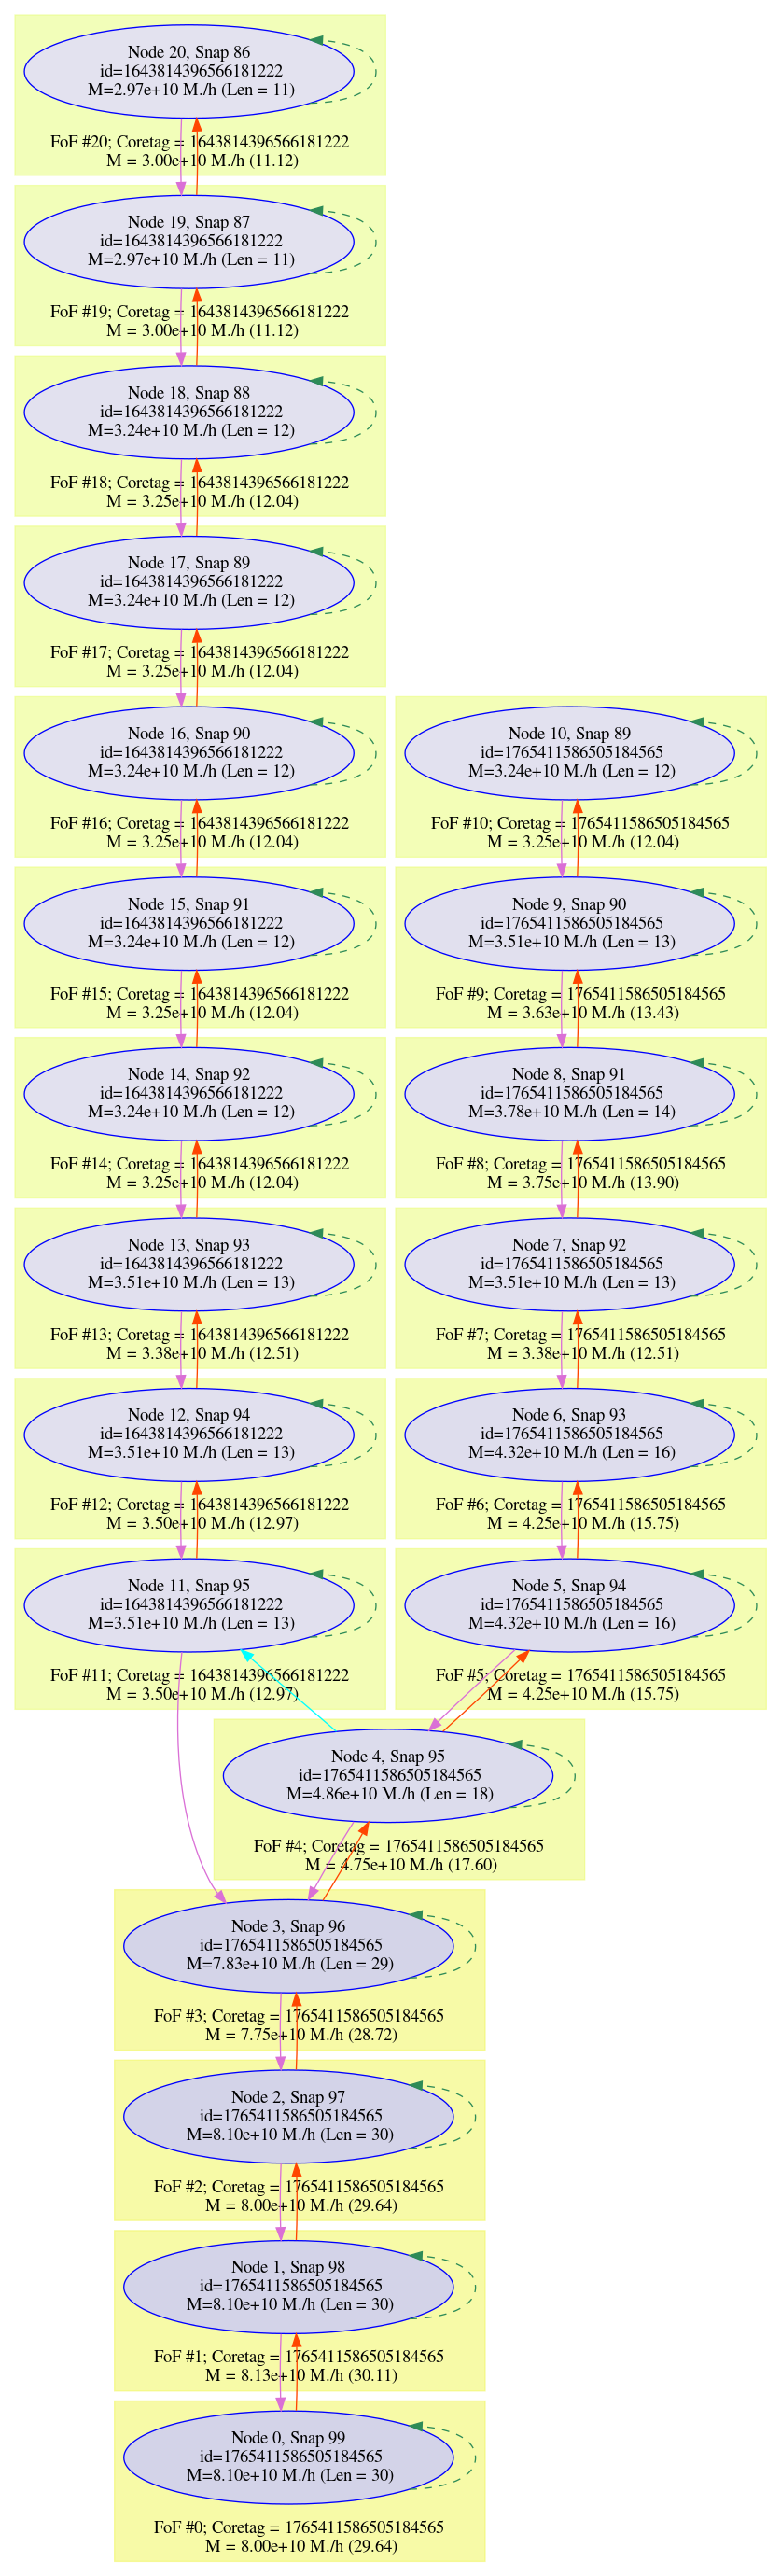 Node 20, Snap 86
id=1643814396566181222
M=2.97e+10 M./h (Len = 11)
FoF #20; Coretag = 1643814396566181222
M = 3.00e+10 M./h (11.12)
Node 19, Snap 87
id=1643814396566181222
M=2.97e+10 M./h (Len = 11)
FoF #19; Coretag = 1643814396566181222
M = 3.00e+10 M./h (11.12)
Node 18, Snap 88
id=1643814396566181222
M=3.24e+10 M./h (Len = 12)
FoF #18; Coretag = 1643814396566181222
M = 3.25e+10 M./h (12.04)
Node 17, Snap 89
id=1643814396566181222
M=3.24e+10 M./h (Len = 12)
FoF #17; Coretag = 1643814396566181222
M = 3.25e+10 M./h (12.04)
Node 16, Snap 90
id=1643814396566181222
M=3.24e+10 M./h (Len = 12)
FoF #16; Coretag = 1643814396566181222
M = 3.25e+10 M./h (12.04)
Node 10, Snap 89
id=1765411586505184565
M=3.24e+10 M./h (Len = 12)
FoF #10; Coretag = 1765411586505184565
M = 3.25e+10 M./h (12.04)
Node 15, Snap 91
id=1643814396566181222
M=3.24e+10 M./h (Len = 12)
FoF #15; Coretag = 1643814396566181222
M = 3.25e+10 M./h (12.04)
Node 9, Snap 90
id=1765411586505184565
M=3.51e+10 M./h (Len = 13)
FoF #9; Coretag = 1765411586505184565
M = 3.63e+10 M./h (13.43)
Node 14, Snap 92
id=1643814396566181222
M=3.24e+10 M./h (Len = 12)
FoF #14; Coretag = 1643814396566181222
M = 3.25e+10 M./h (12.04)
Node 8, Snap 91
id=1765411586505184565
M=3.78e+10 M./h (Len = 14)
FoF #8; Coretag = 1765411586505184565
M = 3.75e+10 M./h (13.90)
Node 13, Snap 93
id=1643814396566181222
M=3.51e+10 M./h (Len = 13)
FoF #13; Coretag = 1643814396566181222
M = 3.38e+10 M./h (12.51)
Node 7, Snap 92
id=1765411586505184565
M=3.51e+10 M./h (Len = 13)
FoF #7; Coretag = 1765411586505184565
M = 3.38e+10 M./h (12.51)
Node 12, Snap 94
id=1643814396566181222
M=3.51e+10 M./h (Len = 13)
FoF #12; Coretag = 1643814396566181222
M = 3.50e+10 M./h (12.97)
Node 6, Snap 93
id=1765411586505184565
M=4.32e+10 M./h (Len = 16)
FoF #6; Coretag = 1765411586505184565
M = 4.25e+10 M./h (15.75)
Node 11, Snap 95
id=1643814396566181222
M=3.51e+10 M./h (Len = 13)
FoF #11; Coretag = 1643814396566181222
M = 3.50e+10 M./h (12.97)
Node 5, Snap 94
id=1765411586505184565
M=4.32e+10 M./h (Len = 16)
FoF #5; Coretag = 1765411586505184565
M = 4.25e+10 M./h (15.75)
Node 4, Snap 95
id=1765411586505184565
M=4.86e+10 M./h (Len = 18)
FoF #4; Coretag = 1765411586505184565
M = 4.75e+10 M./h (17.60)
Node 3, Snap 96
id=1765411586505184565
M=7.83e+10 M./h (Len = 29)
FoF #3; Coretag = 1765411586505184565
M = 7.75e+10 M./h (28.72)
Node 2, Snap 97
id=1765411586505184565
M=8.10e+10 M./h (Len = 30)
FoF #2; Coretag = 1765411586505184565
M = 8.00e+10 M./h (29.64)
Node 1, Snap 98
id=1765411586505184565
M=8.10e+10 M./h (Len = 30)
FoF #1; Coretag = 1765411586505184565
M = 8.13e+10 M./h (30.11)
Node 0, Snap 99
id=1765411586505184565
M=8.10e+10 M./h (Len = 30)
FoF #0; Coretag = 1765411586505184565
M = 8.00e+10 M./h (29.64)